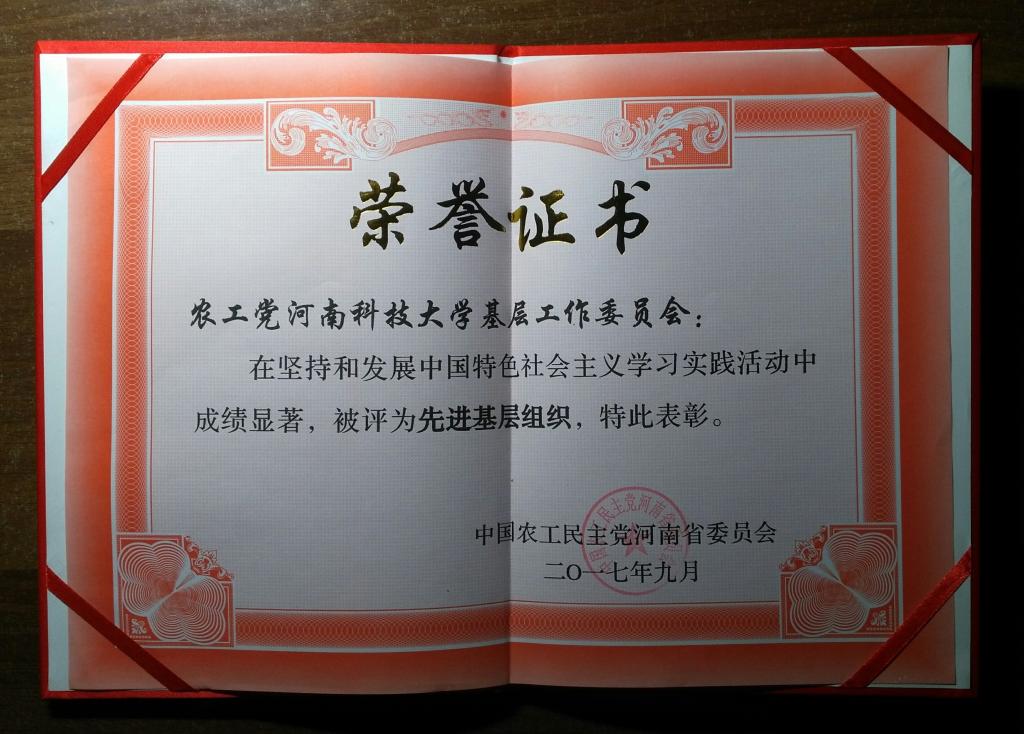 荣誉证书
农工党河南科技大学基层工作委员会：
在坚持和发展中国特色社会主义学习实践活动中
成绩显著，被评为先进基层组织，特此表彰。
中国农工民主党河南省委员会
二〇一七年九月